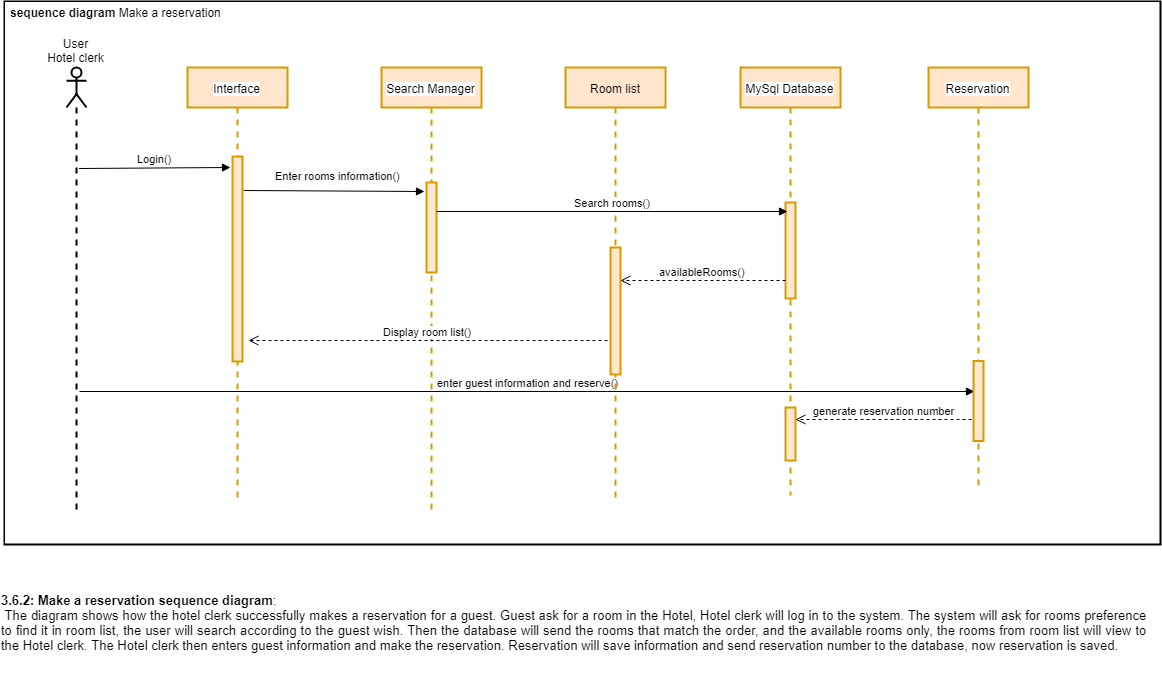 sequence diagram Make a reservation
User
Hotel clerk
Interface
Search Manager
Room list
MySql Database
Reservation
Login()
Enter rooms information()
Search rooms()
availableRooms()
Display room list()
enter guest information and reserve()
generate reservation number
3.6.2: Make a reservation sequence diagram:
The diagram shows how the hotel clerk successfully makes a reservation for a guest. Guest ask for a room in the Hotel, Hotel clerk will log in to the system. The system will ask for rooms preference
to find it in room list, the user will search according to the guest wish. Then the database will send the rooms that match the order, and the available rooms only, the rooms from room list will view to
the Hotel clerk. The Hotel clerk then enters guest information and make the reservation. Reservation will save information and send reservation number to the database, now reservation is saved.